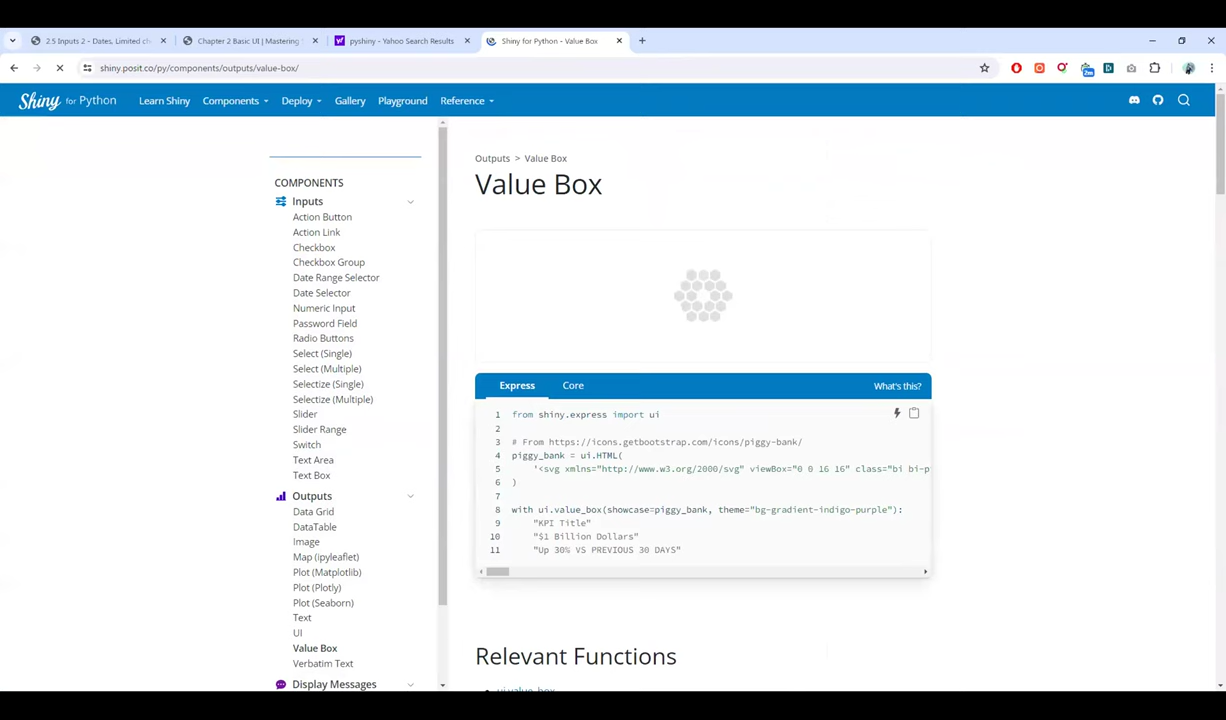 2.5 Inputs 2 - Dates, Limited ch
Chapter 2 Basic UI | Mastering
pyshiny - Yahoo Search Results
Shiny for Python - Value Box
shiny.posit.co/py/components/outputs/value-box/
2m
Shiny for Python
Learn Shiny
Components
Deploy
Gallery
Playground
Reference
COMPONENTS
Inputs
Action Button
Action Link
Checkbox
Checkbox Group
Date Range Selector
Date Selector
Numeric Input
Password Field
Radio Buttons
Select (Single)
Select (Multiple)
Selectize (Single)
Selectize (Multiple)
Slider
Slider Range
Switch
Text Area
Text Box
Outputs
Data Grid
DataTable
Image
Map (ipyleaflet)
Plot (Matplotlib)
Plot (Plotly)
Plot (Seaborn)
Text
UI
Value Box
Verbatim Text
Display Messages
Outputs > Value Box
Value Box
Express
Core
What's this?
1 from shiny.express import ui
2
3 # From https://icons.getbootstrap.com/icons/piggy-bank/
4 piggy_bank = ui.HTML(
5 '<svg xmlns="http://www.w3.org/2000/svg" viewBox="0 0 16 16" class="bi bi-p
6 )
7
8 with ui.value_box(showcase=piggy_bank, theme="bg-gradient-indigo-purple"):
9 "KPI Title"
10 "$1 Billion Dollars"
11 "Up 30% VS PREVIOUS 30 DAYS"
Relevant Functions
ui.value_box